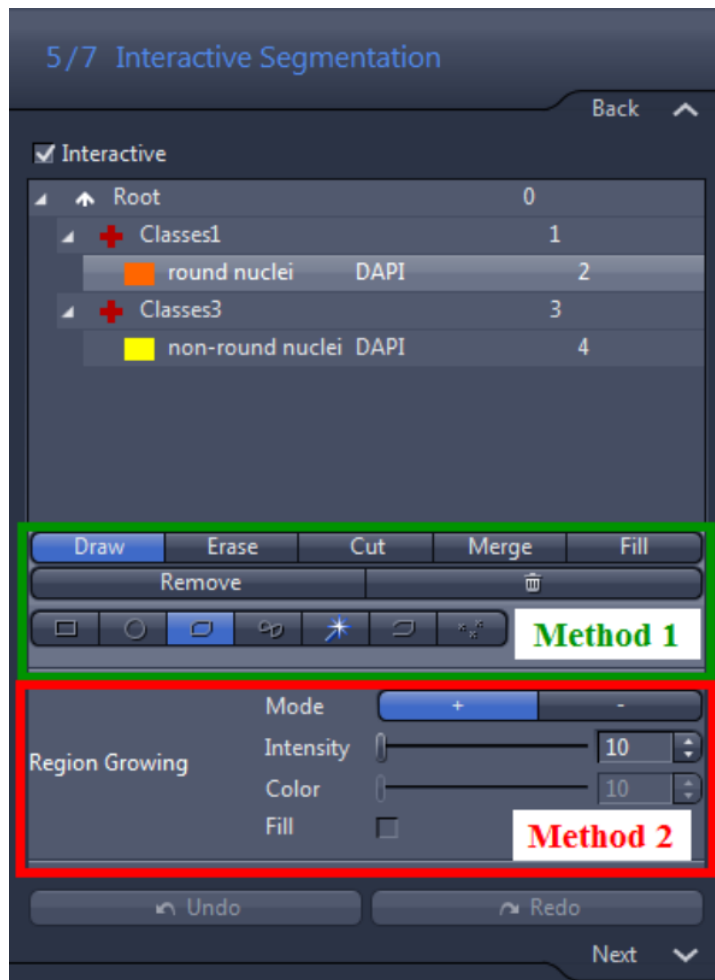 5/7 Interactive Segmentation
Back
Interactive
Root 0
Classes1 1
round nuclei DAPI 2
Classes3 3
non-round nuclei DAPI 4
Draw Erase Cut Merge Fill
Remove
Method 1
Mode + -
Region Growing
Intensity 10
Color 10
Fill
Method 2
Undo Redo
Next